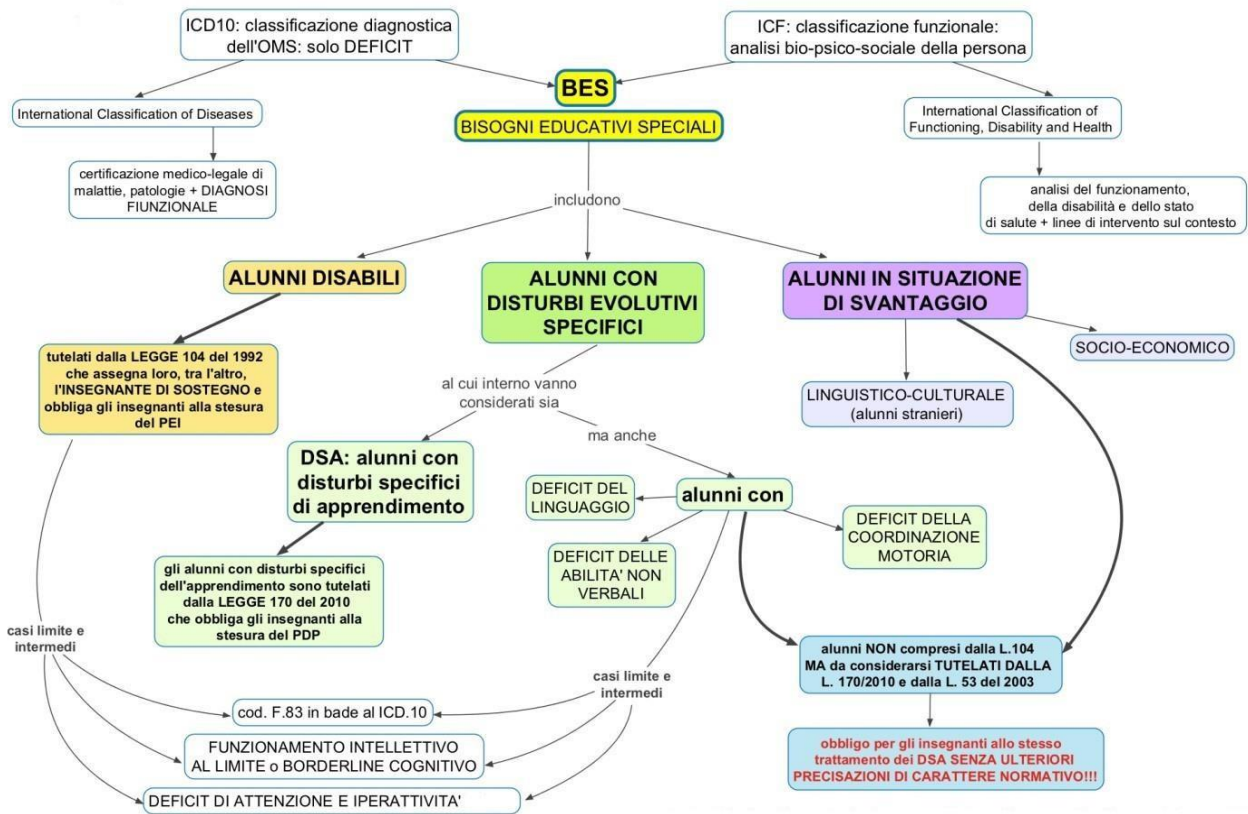 ICD10: classificazione diagnostica
dell'OMS: solo DEFICIT
ICF: classificazione funzionale:
analisi bio-psico-sociale della persona
BES
BISOGNI EDUCATIVI SPECIALI
International Classification of Diseases
International Classification of
Functioning, Disability and Health
certificazione medico-legale di
malattie, patologie + DIAGNOSI
FIUNZIONALE
analisi del funzionamento,
della disabilità e dello stato
di salute + linee di intervento sul contesto
includono
ALUNNI DISABILI
ALUNNI CON
DISTURBI EVOLUTIVI
SPECIFICI
ALUNNI IN SITUAZIONE
DI SVANTAGGIO
tutelati dalla LEGGE 104 del 1992
che assegna loro, tra l'altro,
l'INSEGNANTE DI SOSTEGNO e
obbliga gli insegnanti alla stesura
del PEI
SOCIO-ECONOMICO
LINGUISTICO-CULTURALE
(alunni stranieri)
al cui interno vanno
considerati sia
ma anche
DSA: alunni con
disturbi specifici
di apprendimento
alunni con
DEFICIT DEL
LINGUAGGIO
DEFICIT DELLE
ABILITA' NON
VERBALI
DEFICIT DELLA
COORDINAZIONE
MOTORIA
gli alunni con disturbi specifici
dell'apprendimento sono tutelati
dalla LEGGE 170 del 2010
che obbliga gli insegnanti alla
stesura del PDP
casi limite e
intermedi
casi limite e
intermedi
alunni NON compresi dalla L.104
MA da considerarsi TUTELATI DALLA
L. 170/2010 e dalla L. 53 del 2003
cod. F.83 in bade al ICD.10
FUNZIONAMENTO INTELLETTIVO
AL LIMITE o BORDERLINE COGNITIVO
DEFICIT DI ATTENZIONE E IPERATTIVITA'
obbligo per gli insegnanti allo stesso
trattamento dei DSA SENZA ULTERIORI
PRECISAZIONI DI CARATTERE NORMATIVO!!!